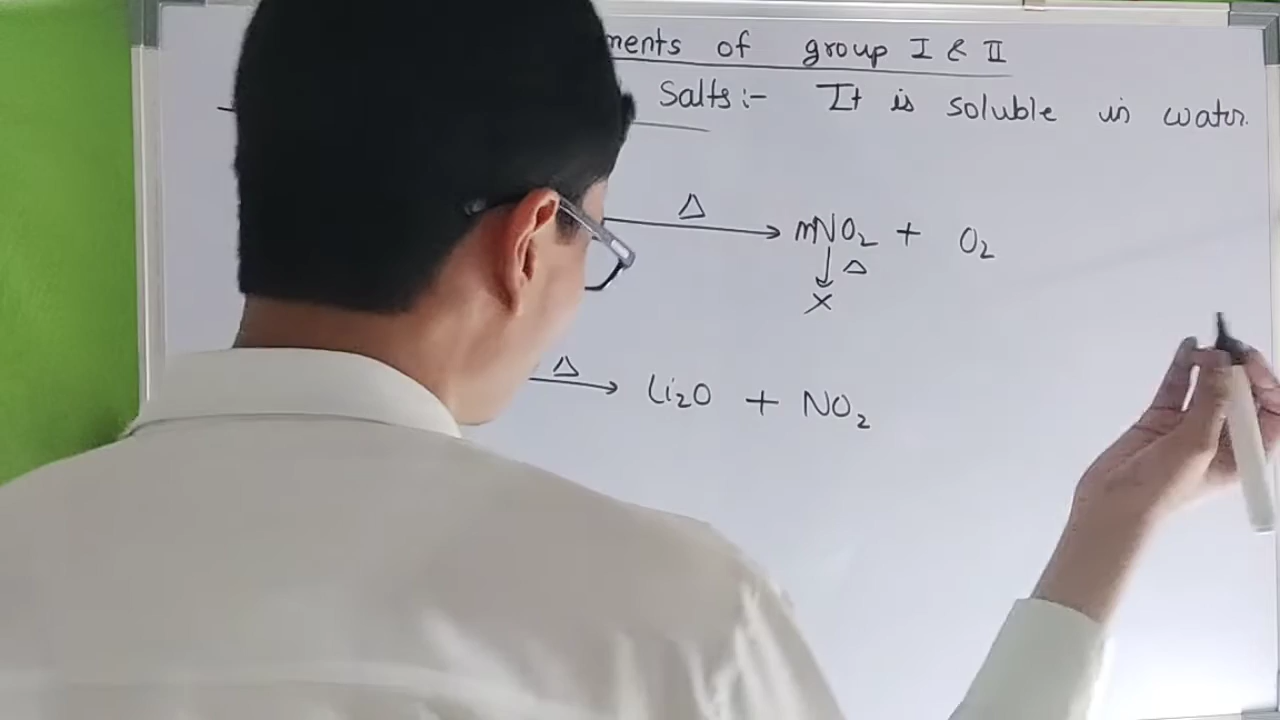 ments of group I & II
Salts:- It is soluble in water.
Δ → mNO2 + O2
↓ Δ
X
Δ → Li2O + NO2